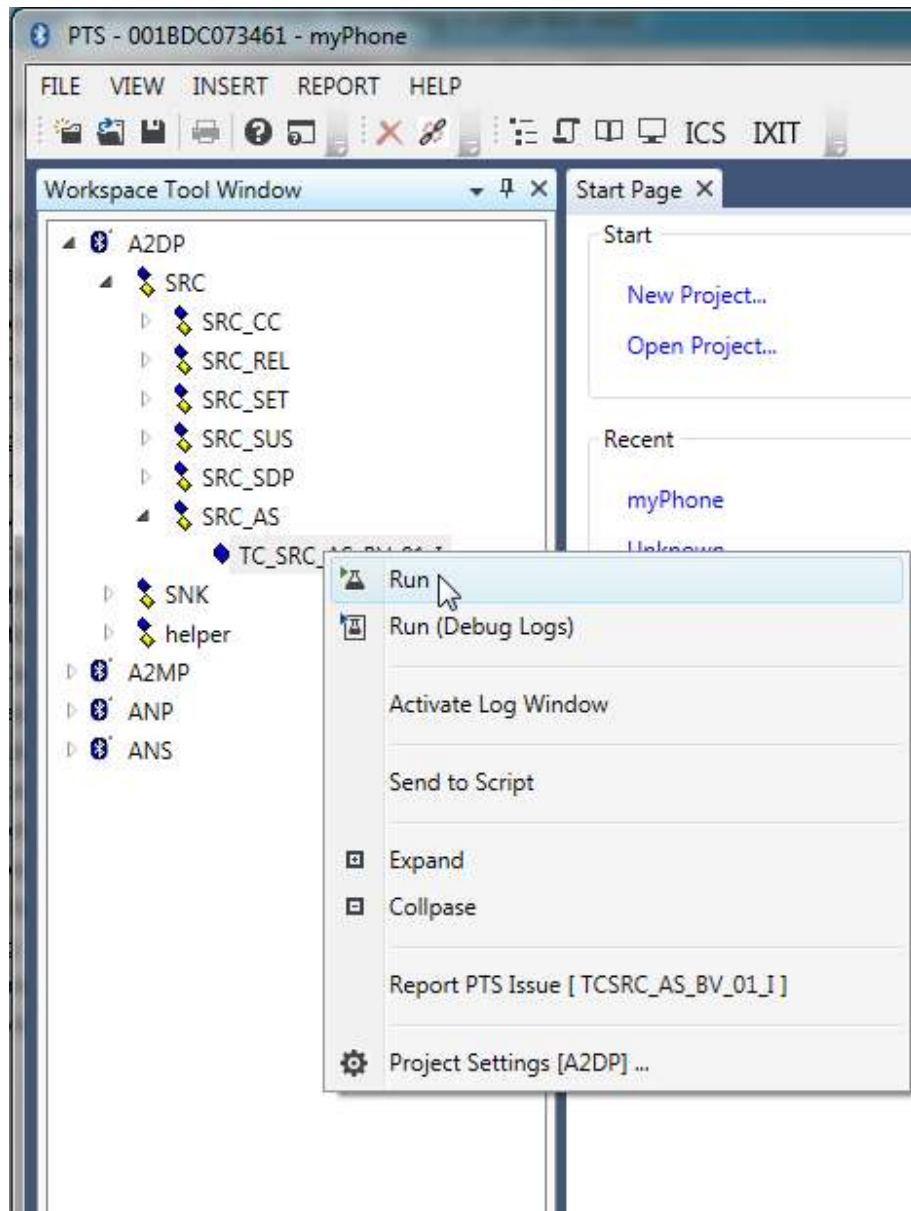 PTS - 001BDC073461 - myPhone
FILE VIEW INSERT REPORT HELP
ICS IXIT
Workspace Tool Window
Start Page
A2DP
SRC
SRC_CC
SRC_REL
SRC_SET
SRC_SUS
SRC_SDP
SRC_AS
TC_SRC_AS_BV_01_I
SNK
helper
A2MP
ANP
ANS
Start
New Project...
Open Project...
Recent
myPhone
Unknown
Run
Run (Debug Logs)
Activate Log Window
Send to Script
Expand
Collpase
Report PTS Issue [ TCSRC_AS_BV_01_I ]
Project Settings [A2DP] ...